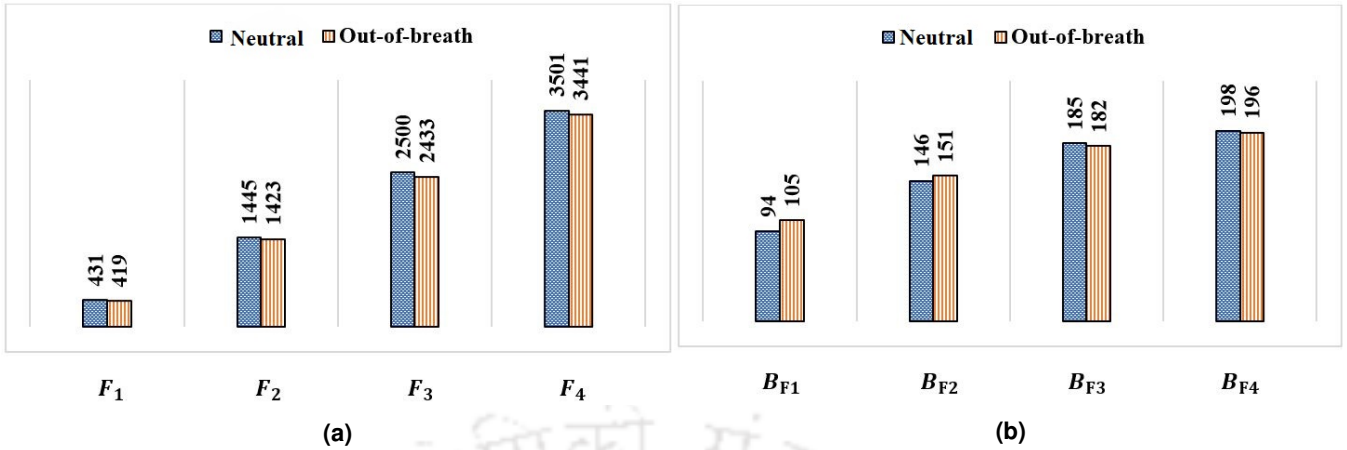 Neutral Out-of-breath
431 419 1445 1423 2500 2433 3501 3441
F1 F2 F3 F4
(a)
Neutral Out-of-breath
94 105 146 151 185 182 198 196
BF1 BF2 BF3 BF4
(b)